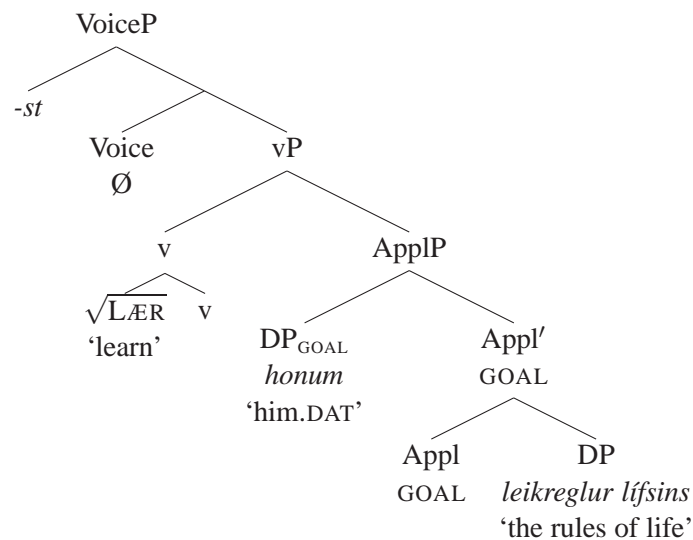 VoiceP
-st
Voice vP
Ø
v ApplP
√LÆR v DP_GOAL Appl′
‘learn’ honum GOAL
‘him.DAT’
Appl DP
GOAL leikreglur lífsins
‘the rules of life’